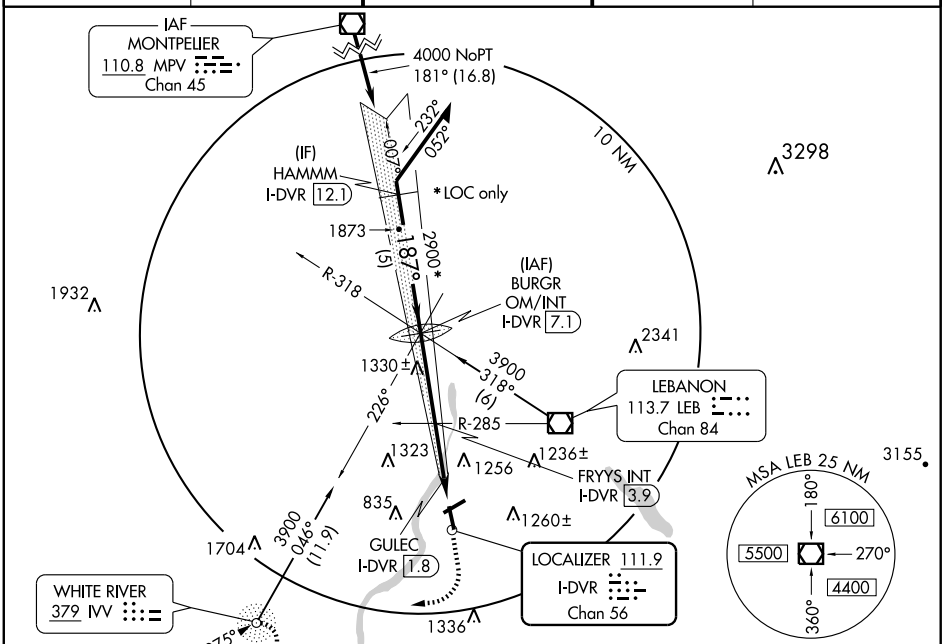 IAF
MONTPELIER
110.8 MPV
Chan 45
4000 NoPT
181° (16.8)
232°
052°
007°
10 NM
3298
(IF)
HAMMM
I-DVR 12.1
*LOC only
1873
187°
(5)
2900 *
R-318
(IAF)
BURGR
OM/INT
I-DVR 7.1
1932
2341
1330 ±
3900
318°
(6)
LEBANON
113.7 LEB
Chan 84
226°
R-285
1323
1256
1236±
FRYYS INT
I-DVR 3.9
3155
835
1260±
GULEC
I-DVR 1.8
1704
3900
046°
(11.9)
LOCALIZER 111.9
I-DVR
Chan 56
MSA LEB 25 NM
180°
6100
5500
270°
4400
360°
WHITE RIVER
379 IVV
1336